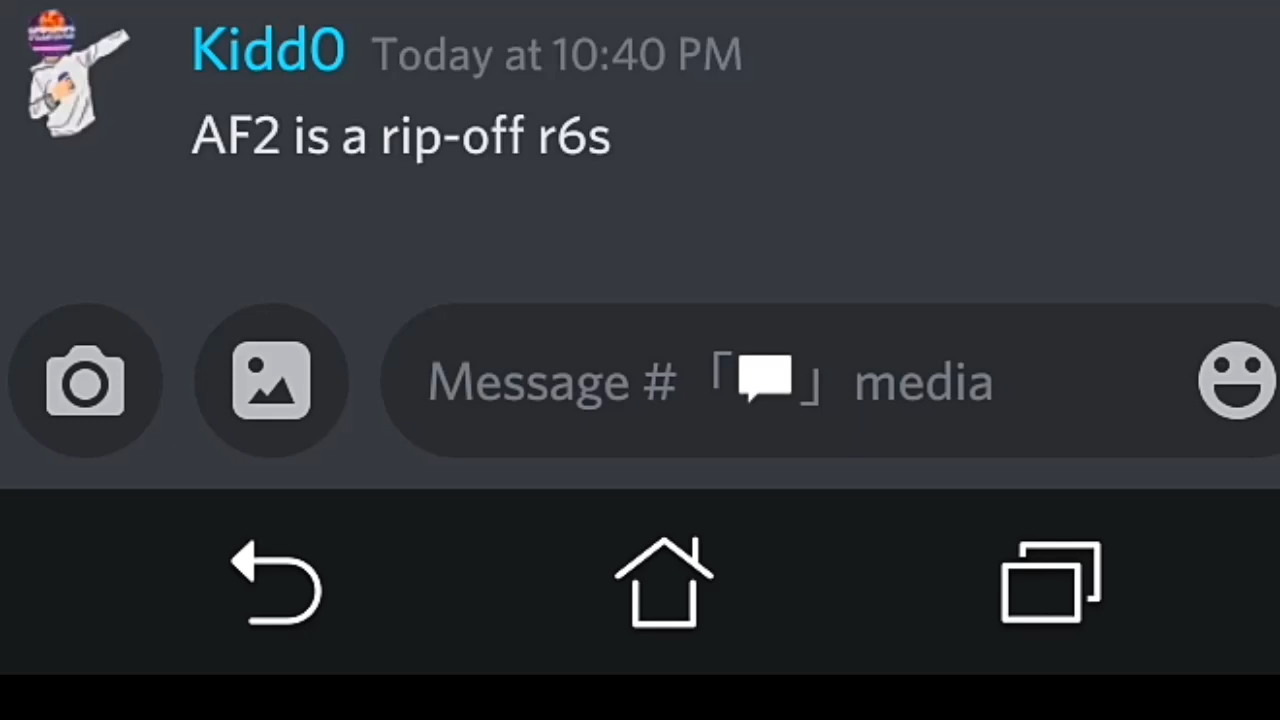 Kidd0 Today at 10:40 PM
AF2 is a rip-off r6s
Message # 「💬」 media